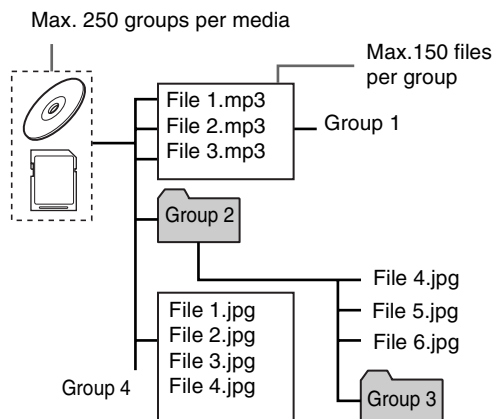 Max. 250 groups per media
Max.150 files
per group
File 1.mp3
File 2.mp3
File 3.mp3
Group 1
Group 2
File 4.jpg
File 5.jpg
File 6.jpg
Group 3
File 1.jpg
File 2.jpg
File 3.jpg
File 4.jpg
Group 4